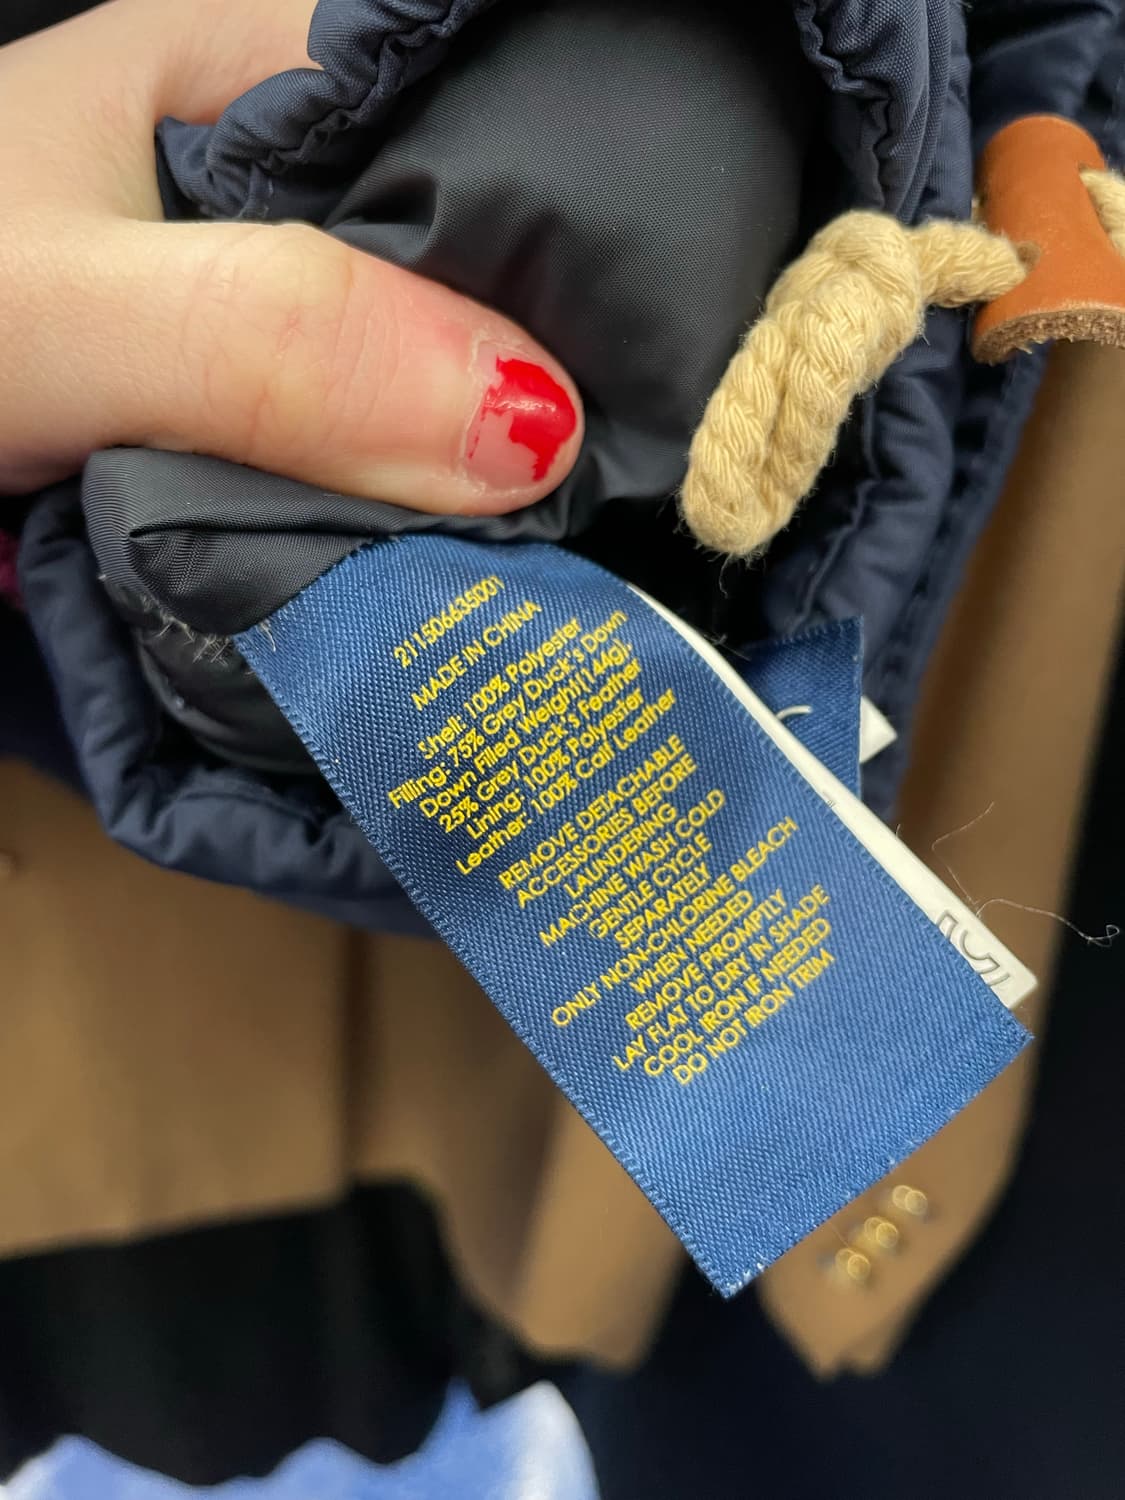 211506635001
MADE IN CHINA
Shell: 100% Polyester
Filling: 75% Grey Duck's Down
Down Filled Weight(144g).
25% Grey Duck's Feather
Lining: 100% Polyester
Leather: 100% Calf Leather
REMOVE DETACHABLE
ACCESSORIES BEFORE
LAUNDERING
MACHINE WASH COLD
GENTLE CYCLE
SEPARATELY
ONLY NON-CHLORINE BLEACH
WHEN NEEDED
REMOVE PROMPTLY
LAY FLAT TO DRY IN SHADE
COOL IRON IF NEEDED
DO NOT IRON TRIM